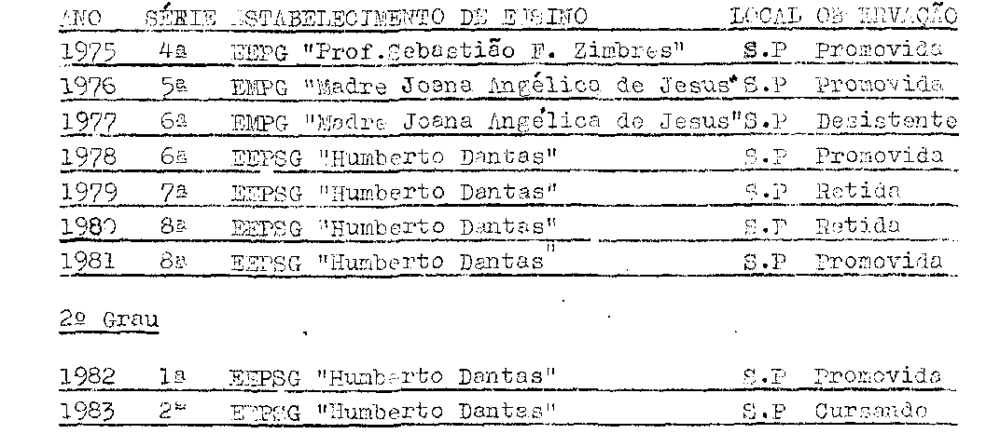 ANO SÉRIE ESTABELECIMENTO DE ENSINO LOCAL OBSERVAÇÃO
1975 4ª EEPG "Prof.Sebastião F. Zimbres" S.P Promovida
1976 5ª EMPG "Madre Joana Angélica de Jesus" S.P Promovida
1977 6ª EMPG "Madre Joana Angélica de Jesus"S.P Desistente
1978 6ª EEPSG "Humberto Dantas" S.P Promovida
1979 7ª EEPSG "Humberto Dantas" S.P Retida
1980 8ª EEPSG "Humberto Dantas" S.P Retida
1981 8ª EEPSG "Humberto Dantas" S.P Promovida
2º Grau
1982 1ª EEPSG "Humberto Dantas" S.P Promovida
1983 2ª EEPSG "Humberto Dantas" S.P Cursando